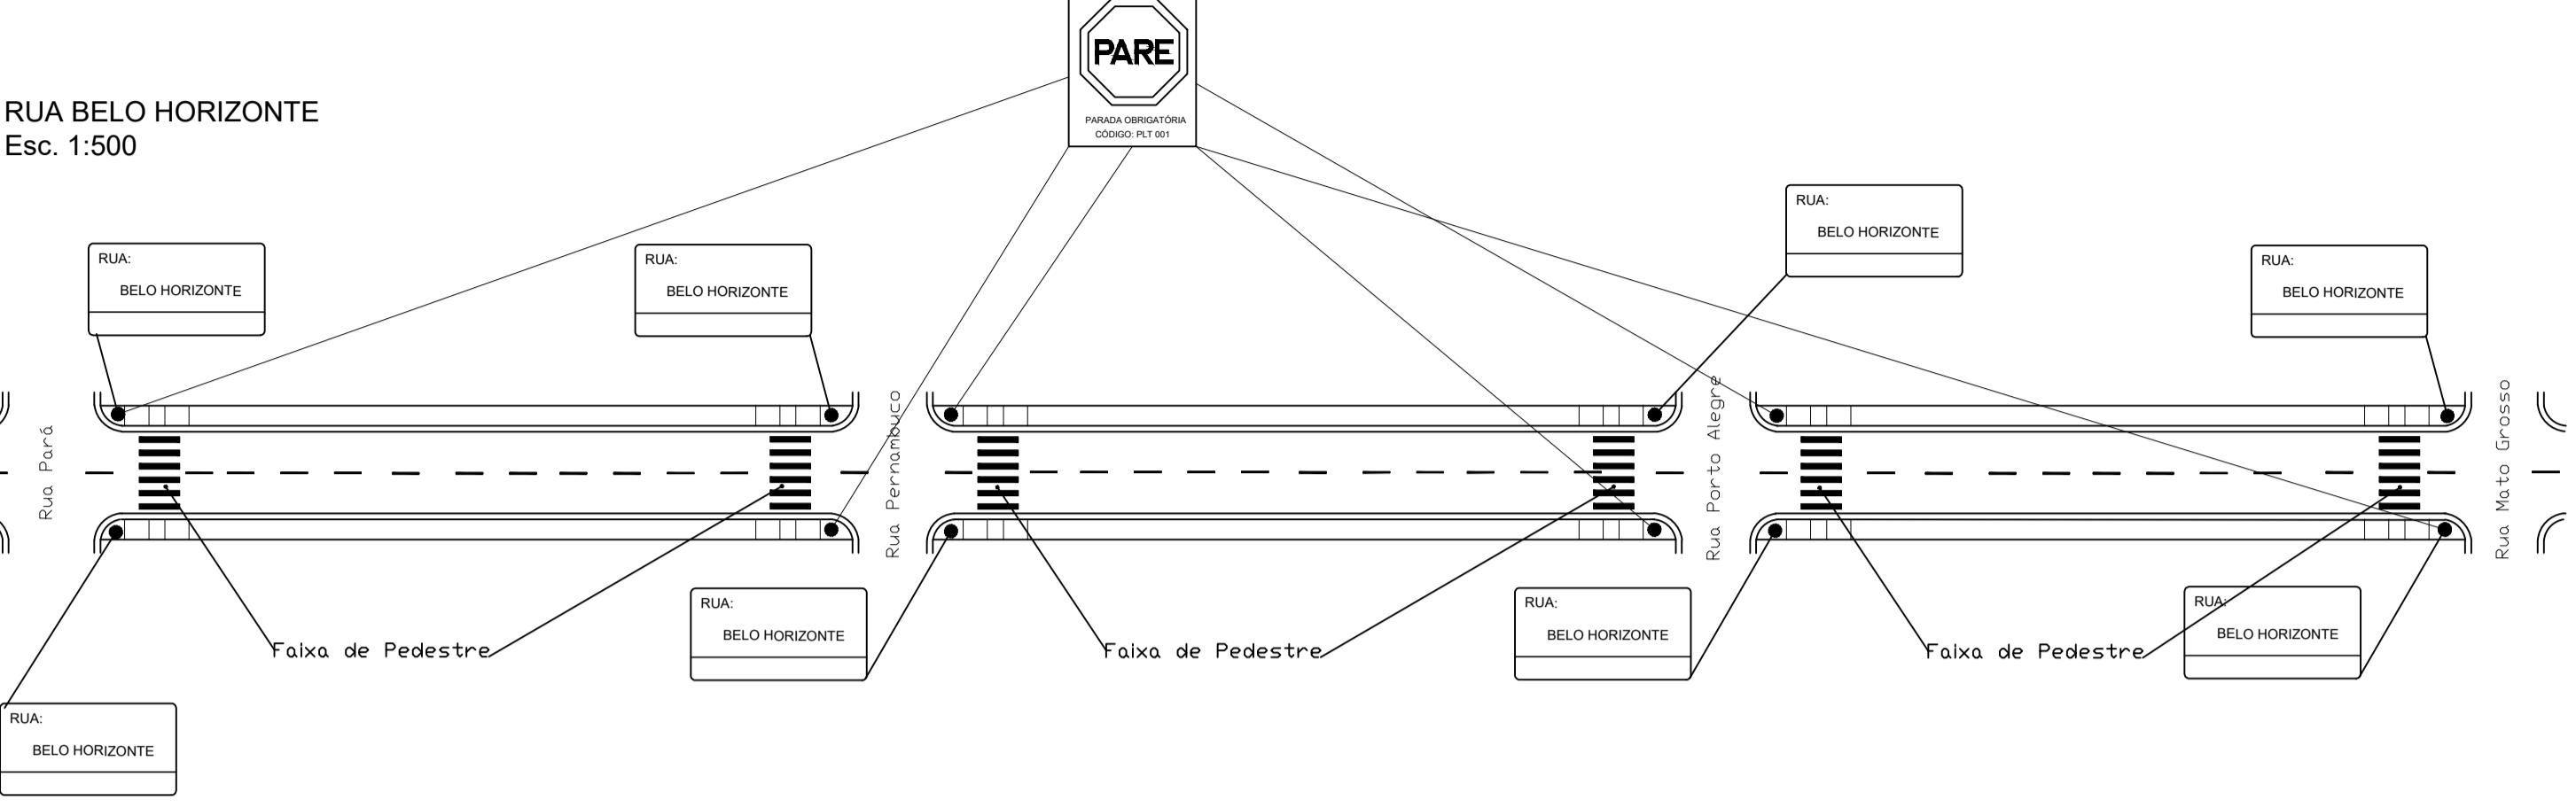 PARE
PARADA OBRIGATÓRIA
CÓDIGO: PLT 001
RUA BELO HORIZONTE
Esc. 1:500
RUA:
BELO HORIZONTE
RUA:
BELO HORIZONTE
RUA:
BELO HORIZONTE
RUA:
BELO HORIZONTE
Rua Pará
Rua Pernambuco
Rua Porto Alegre
Rua Mato Grosso
Faixa de Pedestre
RUA:
BELO HORIZONTE
Faixa de Pedestre
RUA:
BELO HORIZONTE
Faixa de Pedestre
RUA:
BELO HORIZONTE
RUA:
BELO HORIZONTE